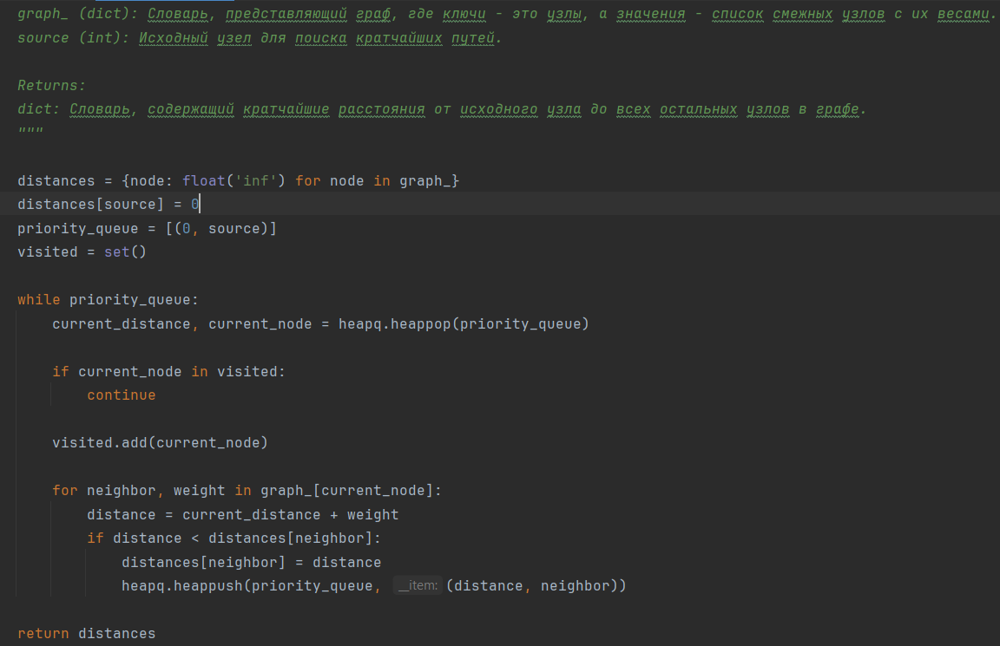 graph_ (dict): Словарь, представляющий граф, где ключи - это узлы, а значения - список смежных узлов с их весами.
source (int): Исходный узел для поиска кратчайших путей.
Returns:
dict: Словарь, содержащий кратчайшие расстояния от исходного узла до всех остальных узлов в графе.
"""
distances = {node: float('inf') for node in graph_}
distances[source] = 0
priority_queue = [(0, source)]
visited = set()
while priority_queue:
    current_distance, current_node = heapq.heappop(priority_queue)
    if current_node in visited:
        continue
    visited.add(current_node)
    for neighbor, weight in graph_[current_node]:
        distance = current_distance + weight
        if distance < distances[neighbor]:
            distances[neighbor] = distance
            heapq.heappush(priority_queue, __item: (distance, neighbor))
return distances